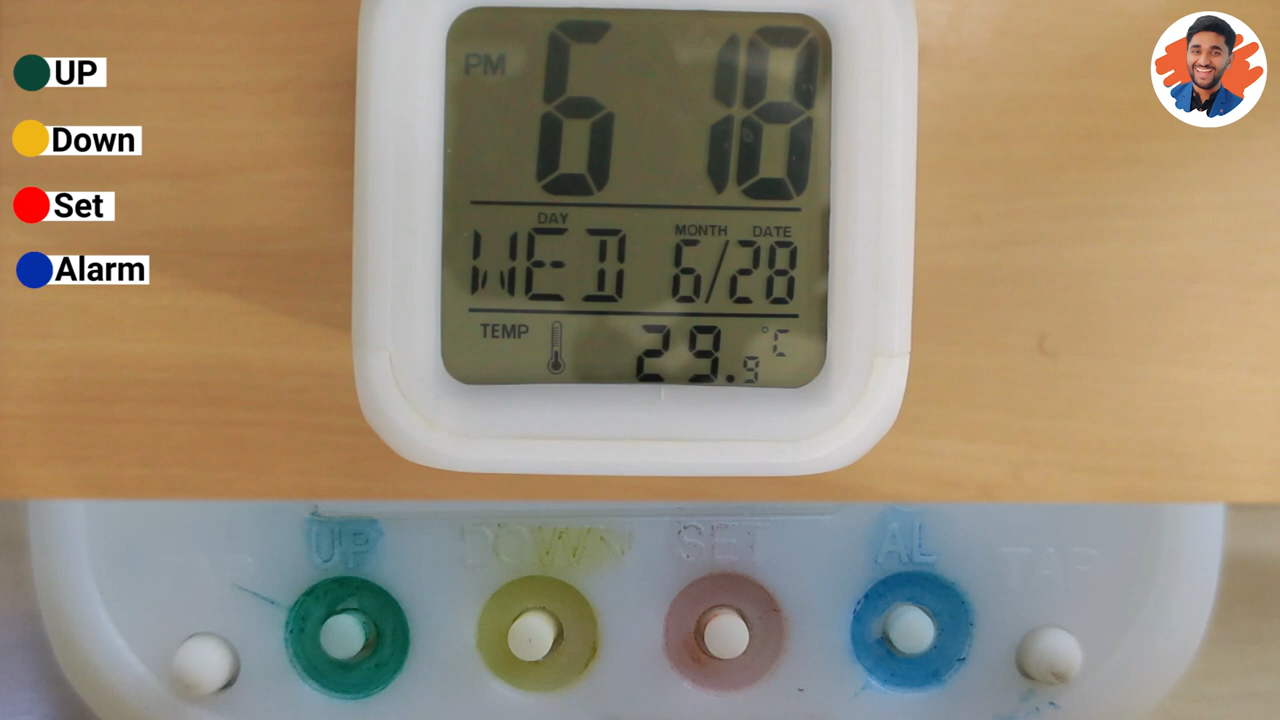 UP
Down
Set
Alarm
PM 6 18
DAY MONTH DATE
WED 6/28
TEMP 29.9 °C
UP DOWN SET AL TAP